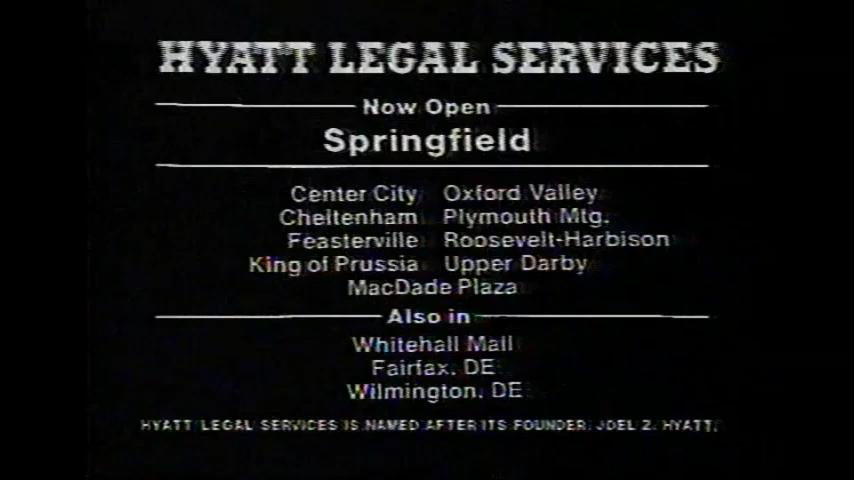 HYATT LEGAL SERVICES
Now Open
Springfield
Center City Oxford Valley
Cheltenham Plymouth Mtg.
Feasterville Roosevelt-Harbison
King of Prussia Upper Darby
MacDade Plaza
Also in
Whitehall Mall
Fairfax, DE
Wilmington, DE
HYATT LEGAL SERVICES IS NAMED AFTER ITS FOUNDER, JOEL Z. HYATT.